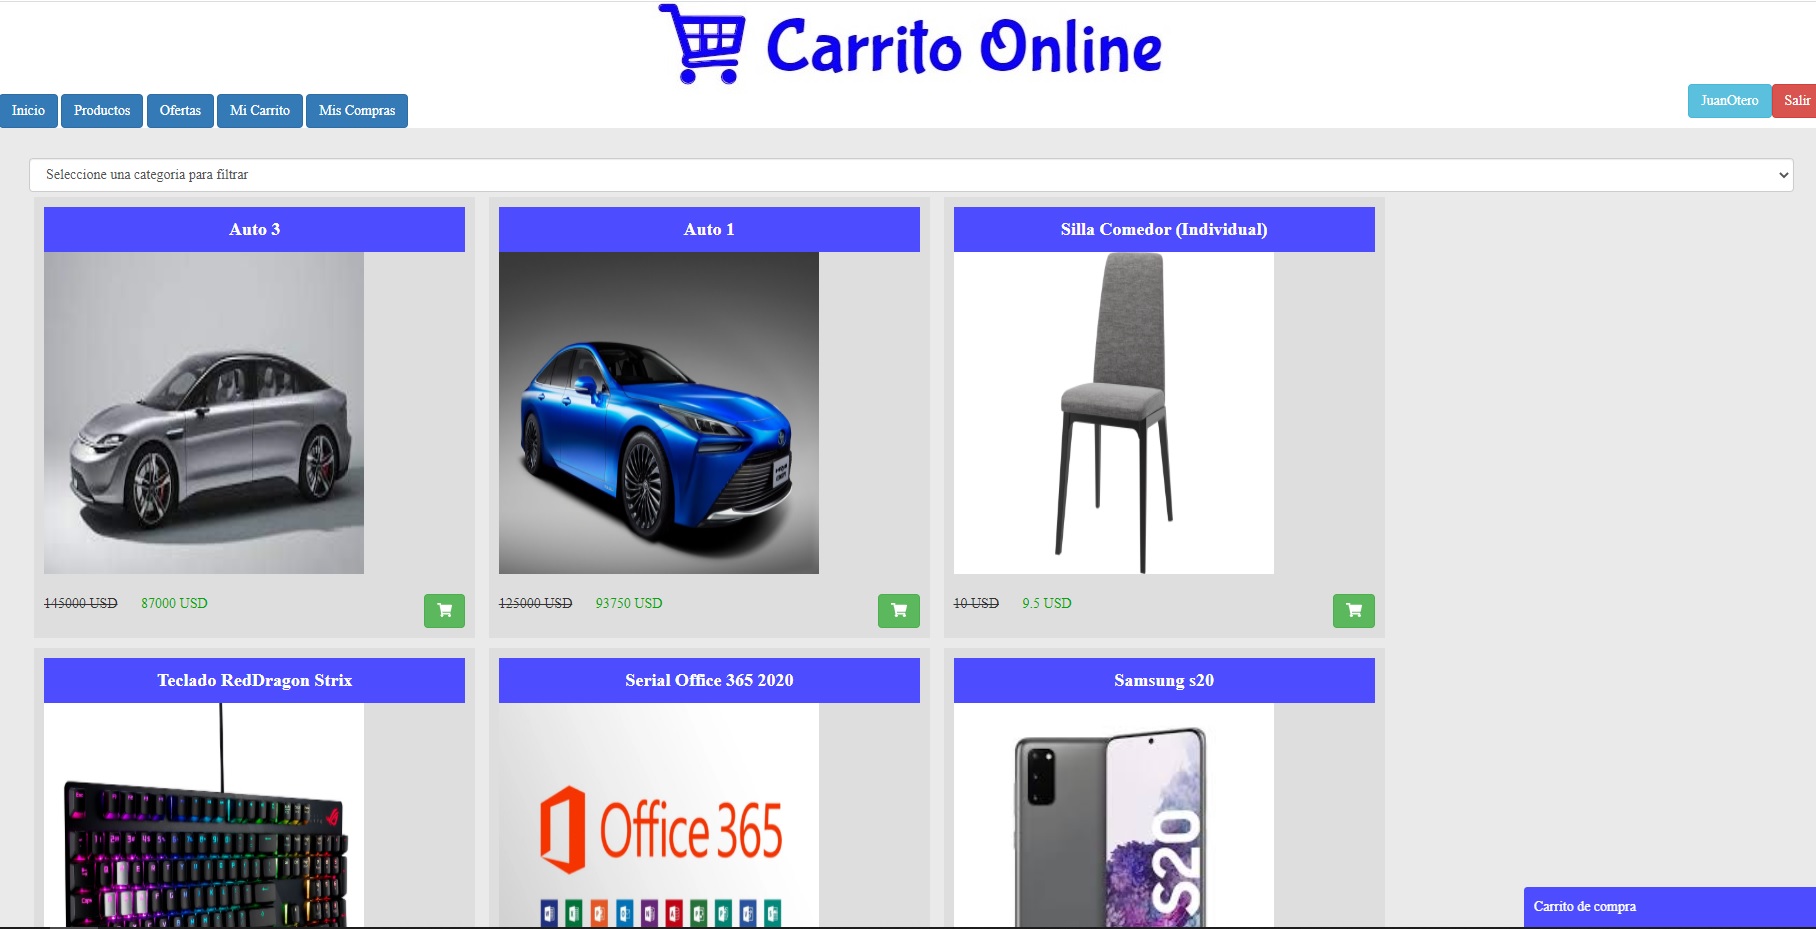 Carrito Online
Inicio
Productos
Ofertas
Mi Carrito
Mis Compras
JuanOtero
Salir
Seleccione una categoria para filtrar
Auto 3
Auto 1
Silla Comedor (Individual)
145000 USD
87000 USD
125000 USD
93750 USD
10 USD
9.5 USD
Teclado RedDragon Strix
Serial Office 365 2020
Samsung s20
Office 365
S20
Carrito de compra